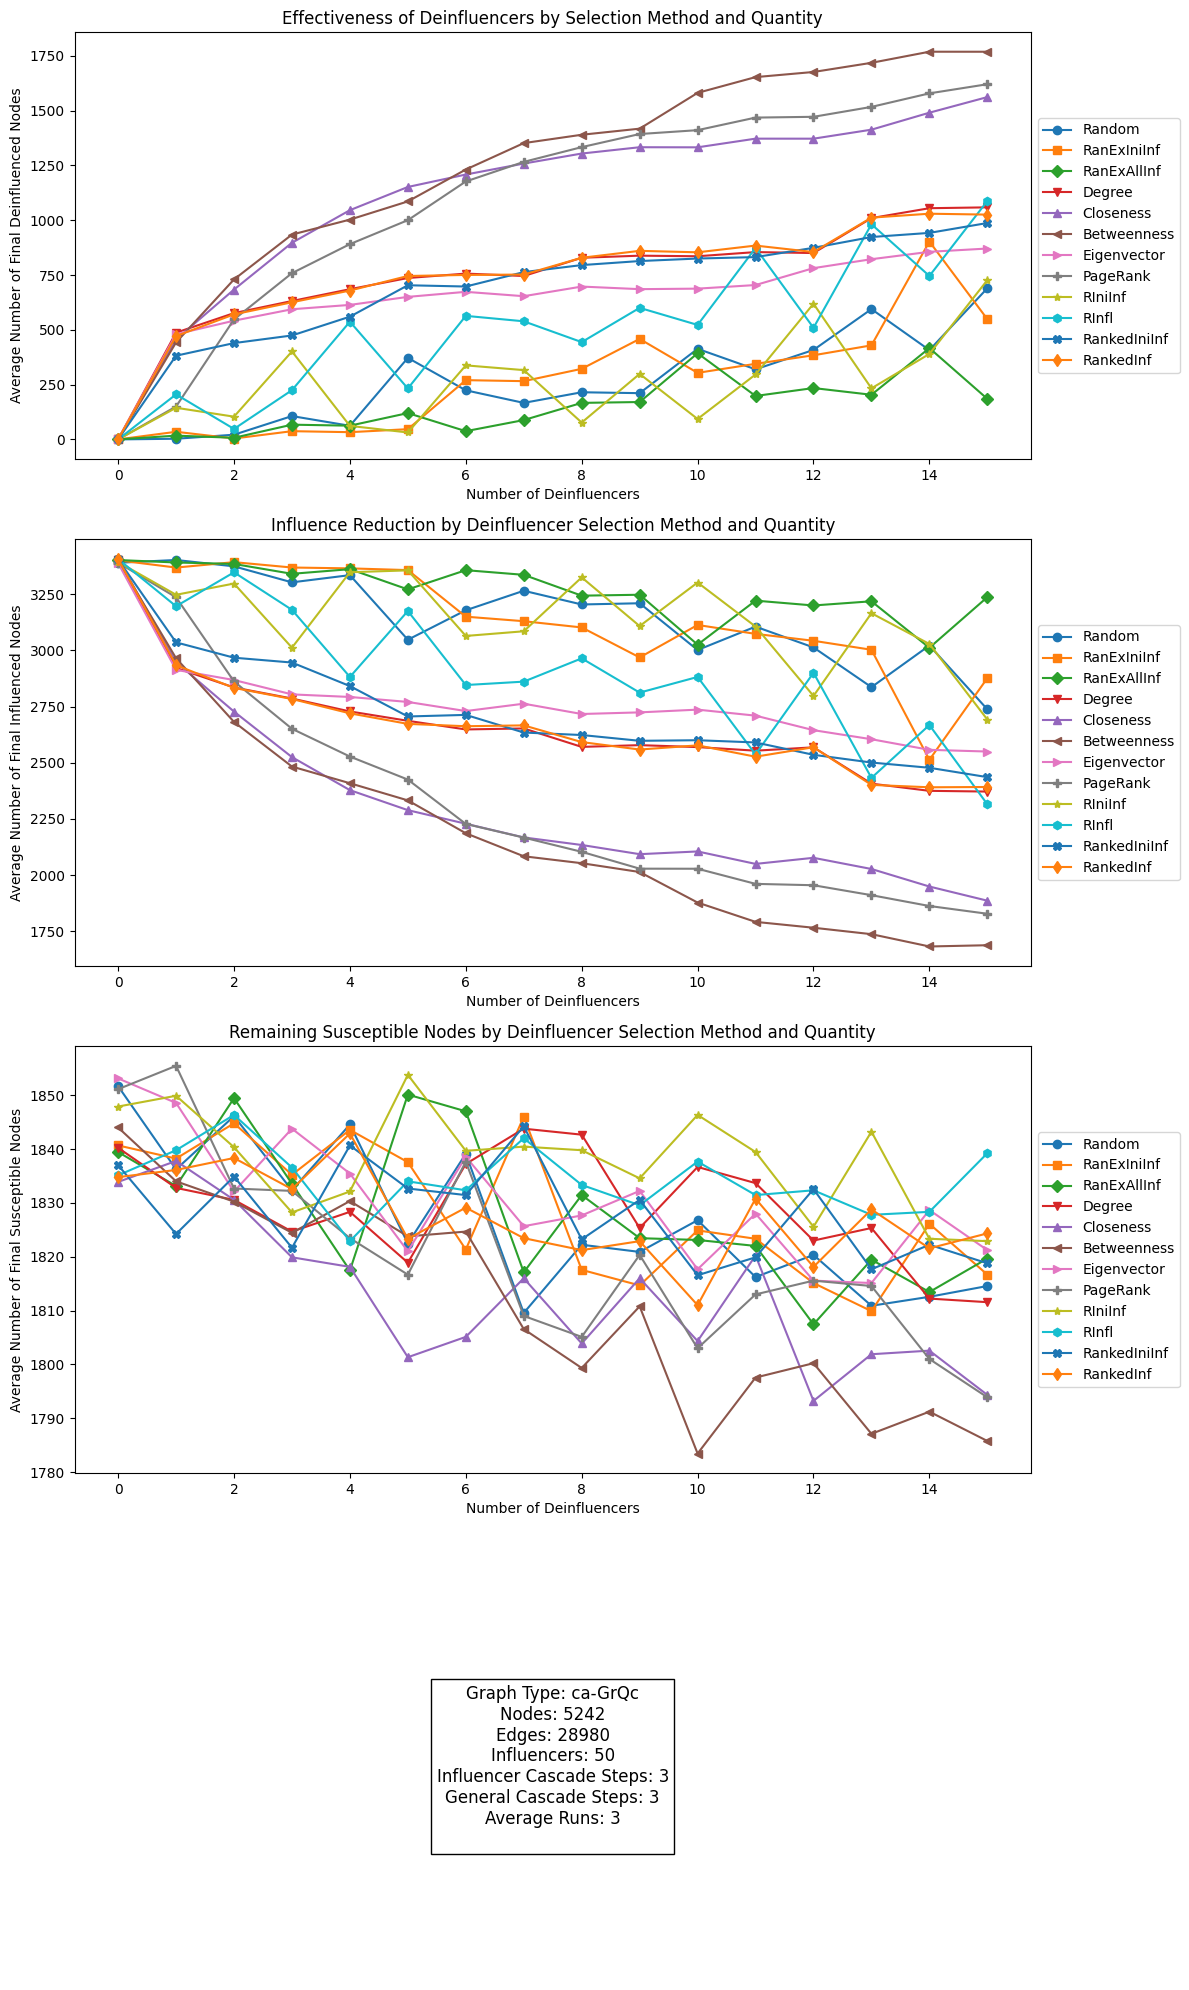 Effectiveness of Deinfluencers by Selection Method and Quantity
Average Number of Final Deinfluenced Nodes
1750
1500
1250
1000
750
500
250
0
0 2 4 6 8 10 12 14
Number of Deinfluencers
Random
RanExIniInf
RanExAllInf
Degree
Closeness
Betweenness
Eigenvector
PageRank
RIniInf
RInfl
RankedIniInf
RankedInf
Influence Reduction by Deinfluencer Selection Method and Quantity
Average Number of Final Influenced Nodes
3250
3000
2750
2500
2250
2000
1750
0 2 4 6 8 10 12 14
Number of Deinfluencers
Random
RanExIniInf
RanExAllInf
Degree
Closeness
Betweenness
Eigenvector
PageRank
RIniInf
RInfl
RankedIniInf
RankedInf
Remaining Susceptible Nodes by Deinfluencer Selection Method and Quantity
Average Number of Final Susceptible Nodes
1850
1840
1830
1820
1810
1800
1790
1780
0 2 4 6 8 10 12 14
Number of Deinfluencers
Random
RanExIniInf
RanExAllInf
Degree
Closeness
Betweenness
Eigenvector
PageRank
RIniInf
RInfl
RankedIniInf
RankedInf
Graph Type: ca-GrQc
Nodes: 5242
Edges: 28980
Influencers: 50
Influencer Cascade Steps: 3
General Cascade Steps: 3
Average Runs: 3